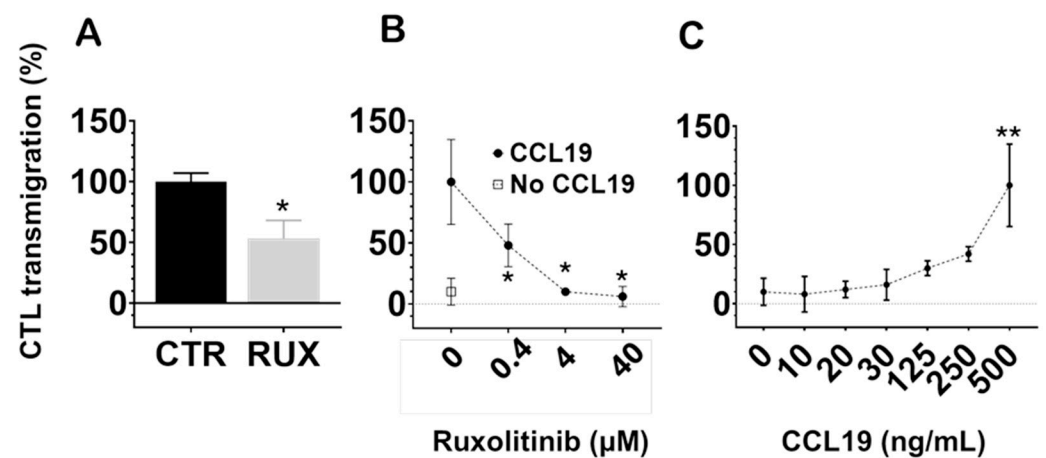 A
B
C
CTL transmigration (%)
150
100
50
0
*
CTR
RUX
150
100
50
0
CCL19
No CCL19
*
*
*
0
0.4
4
40
Ruxolitinib (μM)
150
100
50
0
**
0
10
20
30
125
250
500
CCL19 (ng/mL)